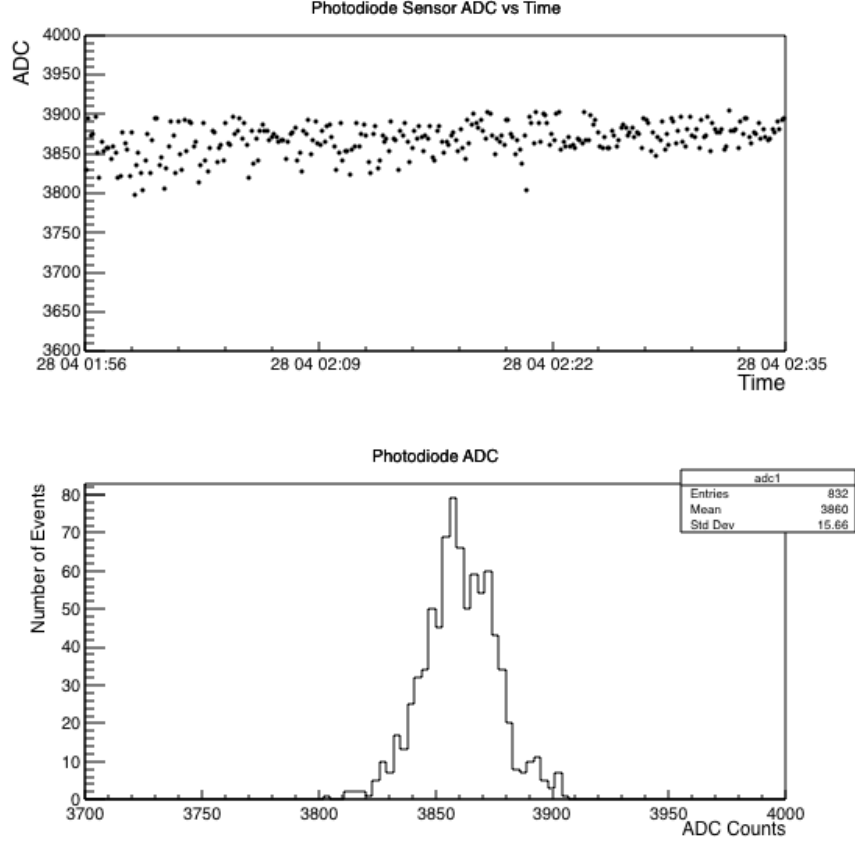 Photodiode Sensor ADC vs Time
ADC
4000
3950
3900
3850
3800
3750
3700
3650
3600
28 04 01:56 28 04 02:09 28 04 02:22 28 04 02:35
Time
Photodiode ADC
adc1
Entries 832
Mean 3860
Std Dev 15.66
Number of Events
80
70
60
50
40
30
20
10
0
3700 3750 3800 3850 3900 3950 4000
ADC Counts